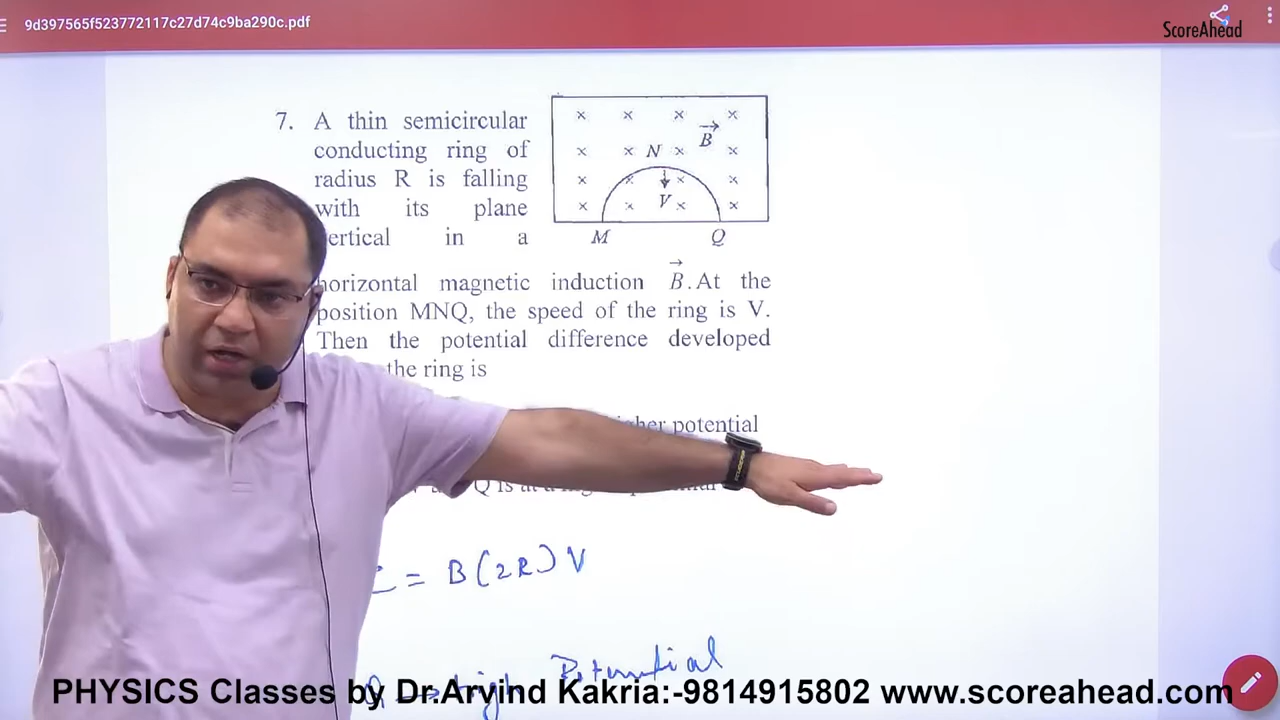 9d397565f523772117c27d74c9ba290c.pdf
ScoreAhead
7. A thin semicircular
conducting ring of
radius R is falling
with its plane
vertical in a
horizontal magnetic induction B. At the
position MNQ, the speed of the ring is V.
Then the potential difference developed
the ring is
x x x x
B
x x N x x
x x x x
x x V x x
M Q
higher potential
Q is at a higher potential
= B(2R)V
→ High Potential
PHYSICS Classes by Dr.Arvind Kakria:-9814915802 www.scoreahead.com